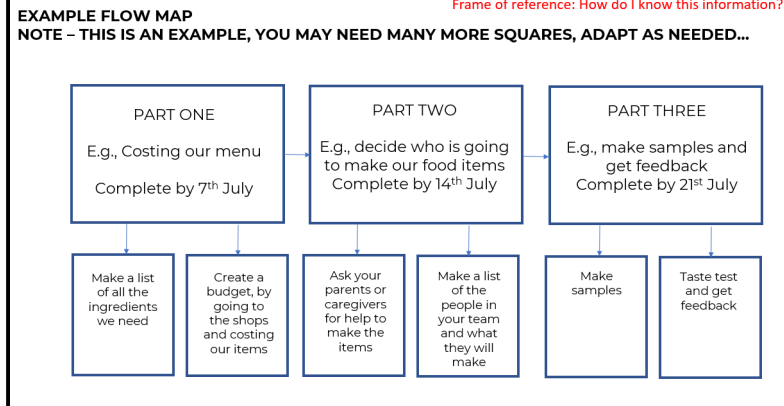 Frame of reference: How do I know this information?
EXAMPLE FLOW MAP
NOTE – THIS IS AN EXAMPLE, YOU MAY NEED MANY MORE SQUARES, ADAPT AS NEEDED...
PART ONE
E.g., Costing our menu
Complete by 7th July
PART TWO
E.g., decide who is going
to make our food items
Complete by 14th July
PART THREE
E.g., make samples and
get feedback
Complete by 21st July
Make a list
of all the
ingredients
we need
Create a
budget, by
going to
the shops
and costing
our items
Ask your
parents or
caregivers
for help to
make the
items
Make a list
of the
people in
your team
and what
they will
make
Make
samples
Taste test
and get
feedback